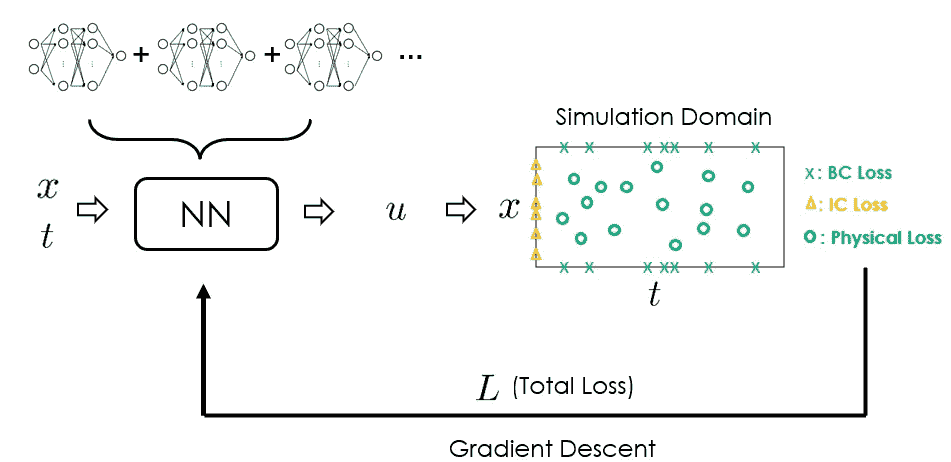 + + ...
Simulation Domain
x
t
NN
u
x
t
x: BC Loss
△: IC Loss
o: Physical Loss
L (Total Loss)
Gradient Descent